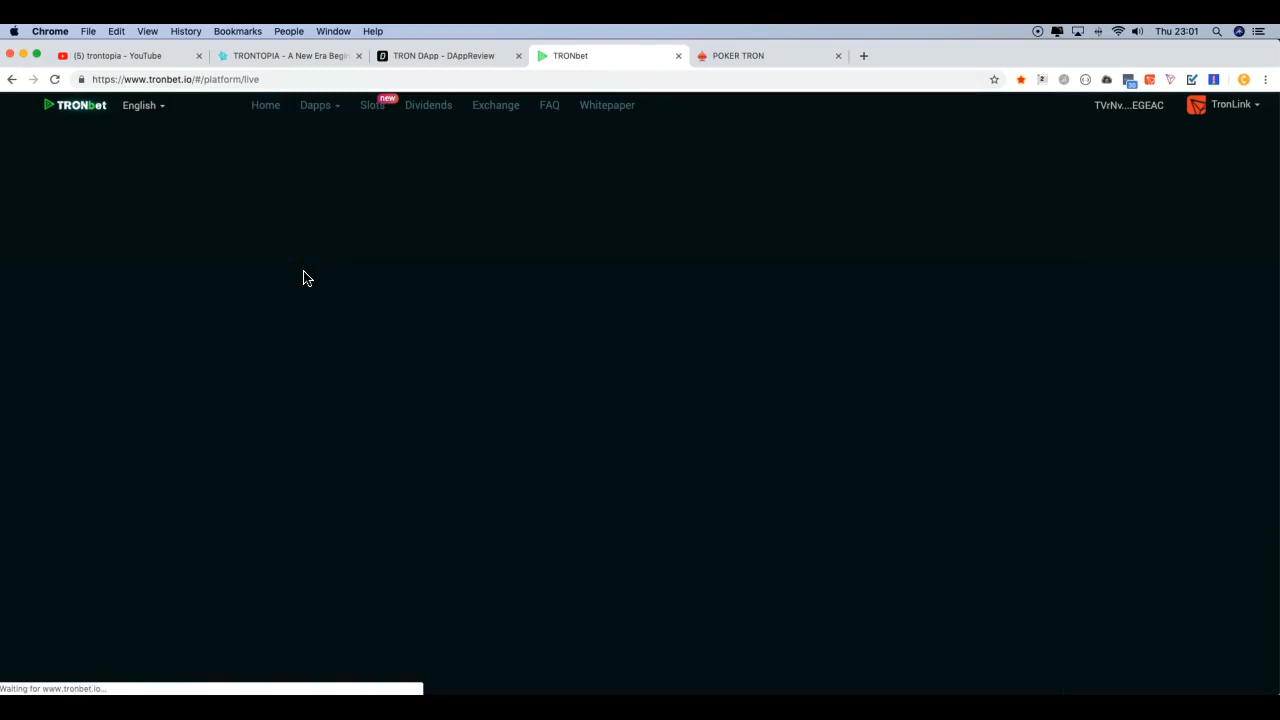 Chrome File Edit View History Bookmarks People Window Help Thu 23:01
(5) trontopia - YouTube TRONTOPIA - A New Era Begin TRON DApp - DAppReview TRONbet POKER TRON
https://www.tronbet.io/#/platform/live
new
TRONbet English Home Dapps Slots Dividends Exchange FAQ Whitepaper TVrNv....EGEAC TronLink
Waiting for www.tronbet.io...